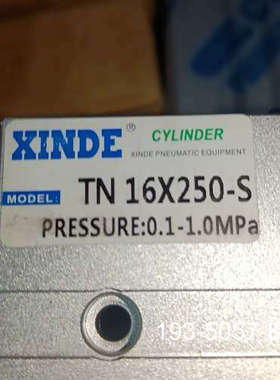 XINDE® CYLINDER
XINDE PNEUMATIC EQUIPMENT
MODEL: TN 16X250-S
PRESSURE:0.1-1.0MPa